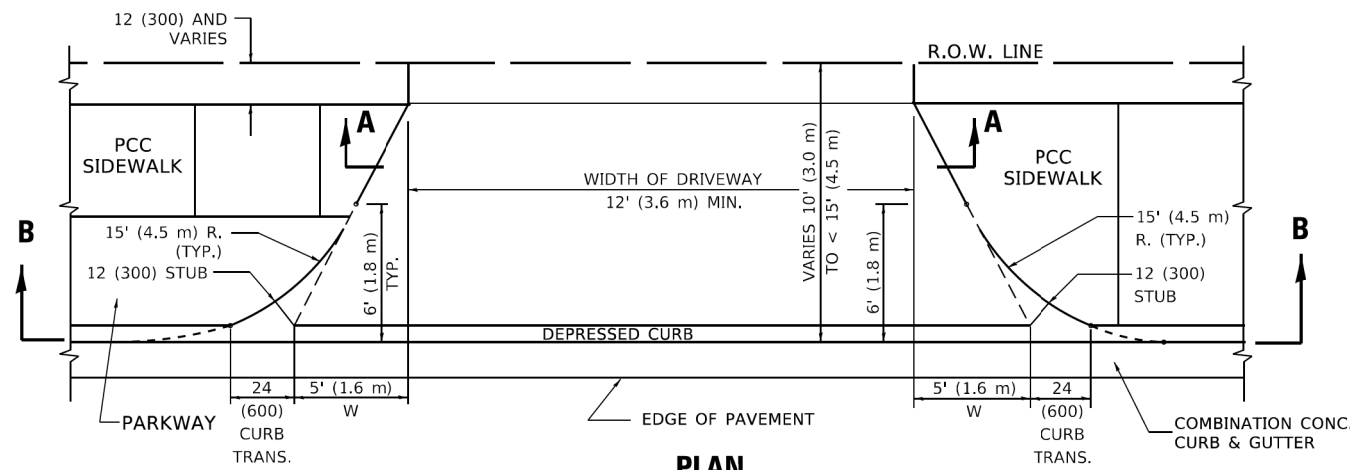 12 (300) AND
VARIES
R.O.W. LINE
A
A
PCC
SIDEWALK
WIDTH OF DRIVEWAY
12' (3.6 m) MIN.
VARIES 10' (3.0 m)
TO < 15' (4.5 m)
PCC
SIDEWALK
B
15' (4.5 m) R.
(TYP.)
12 (300) STUB
6' (1.8 m)
TYP.
6' (1.8 m)
15' (4.5 m)
R. (TYP.)
12 (300)
STUB
B
DEPRESSED CURB
24
(600)
CURB
TRANS.
5' (1.6 m)
W
PARKWAY
EDGE OF PAVEMENT
5' (1.6 m)
W
24
(600)
CURB
TRANS.
COMBINATION CONC.
CURB & GUTTER
PLAN